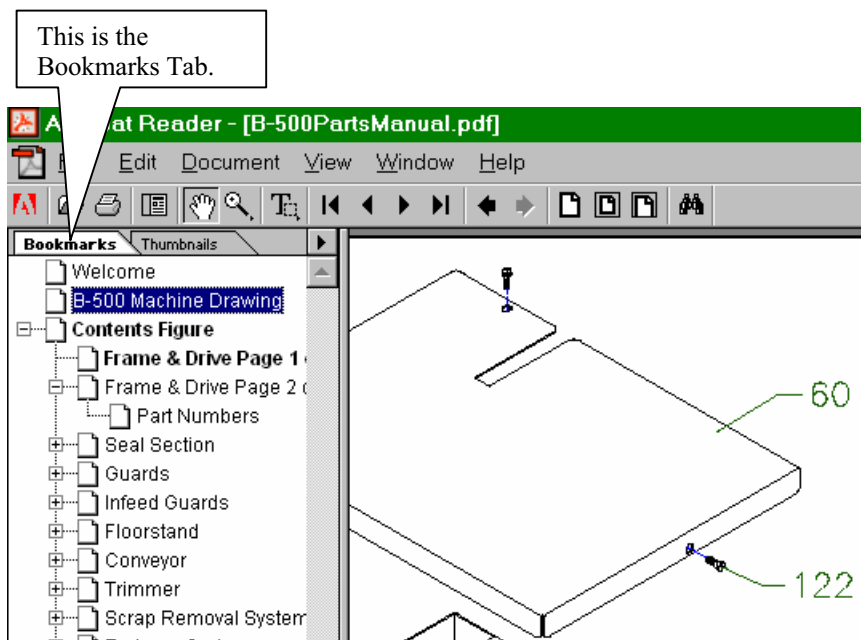 This is the
Bookmarks Tab.
at Reader - [B-500PartsManual.pdf]
Edit Document View Window Help
Bookmarks Thumbnails
Welcome
B-500 Machine Drawing
Contents Figure
Frame & Drive Page 1
Frame & Drive Page 2
Part Numbers
Seal Section
Guards
Infeed Guards
Floorstand
Conveyor
Trimmer
Scrap Removal System
60
122